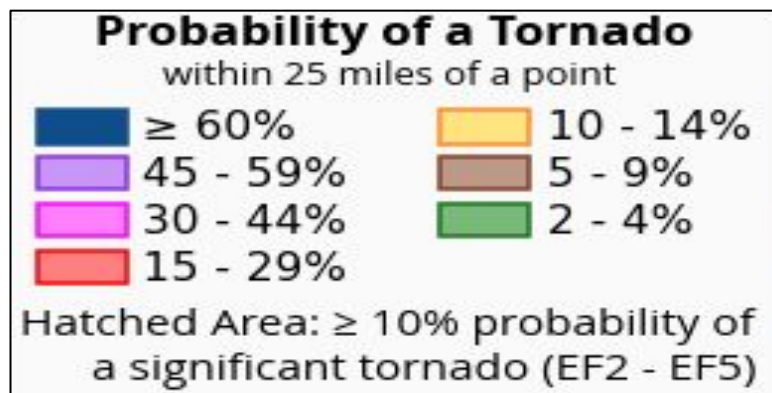 Probability of a Tornado
within 25 miles of a point
≥ 60%
10 - 14%
45 - 59%
5 - 9%
30 - 44%
2 - 4%
15 - 29%
Hatched Area: ≥ 10% probability of
a significant tornado (EF2 - EF5)